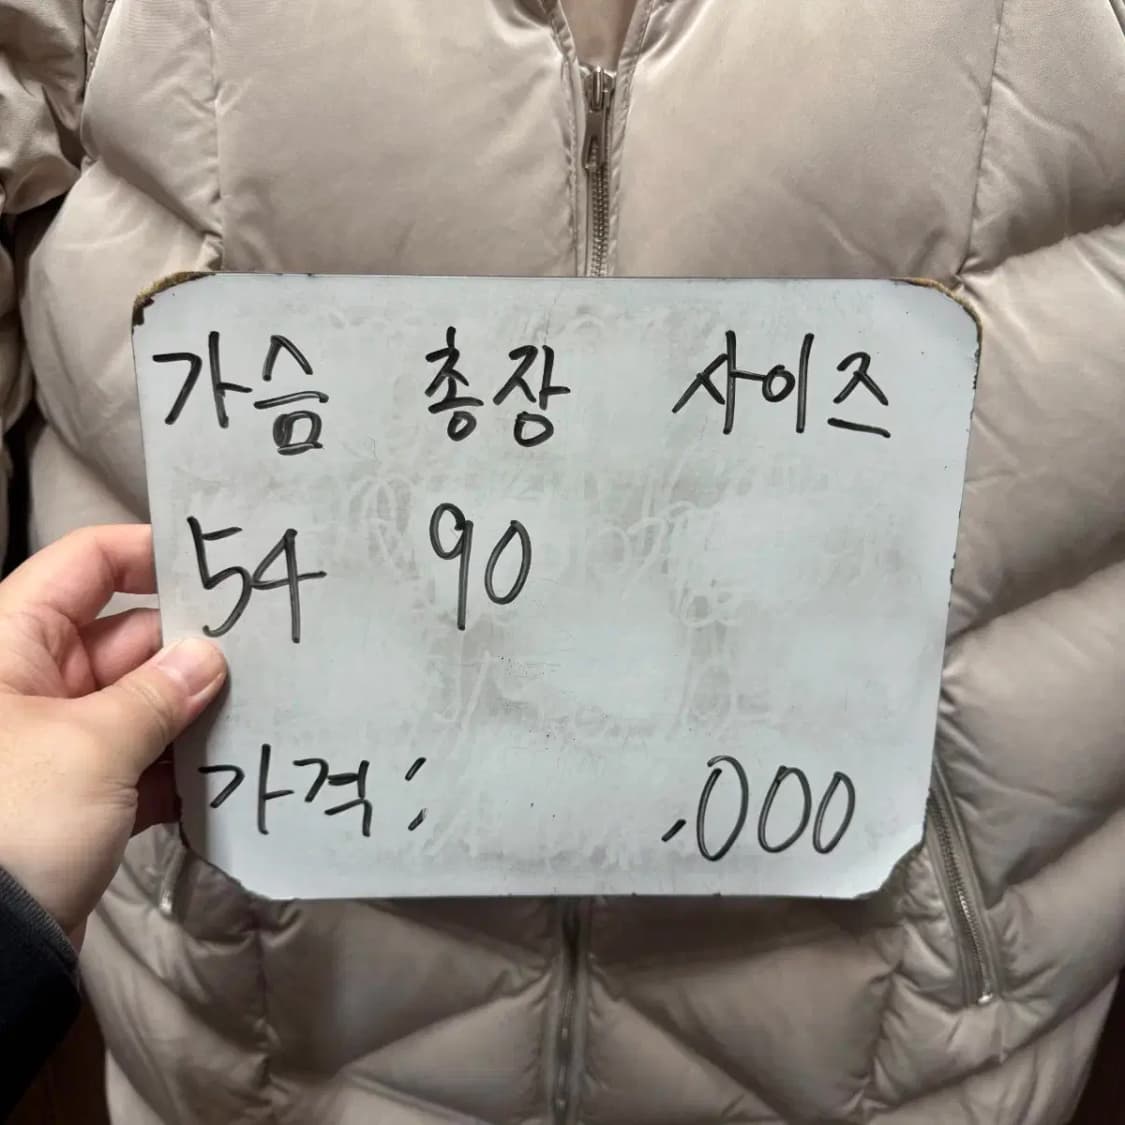 가슴 총장 사이즈
54 90
가격: ,000